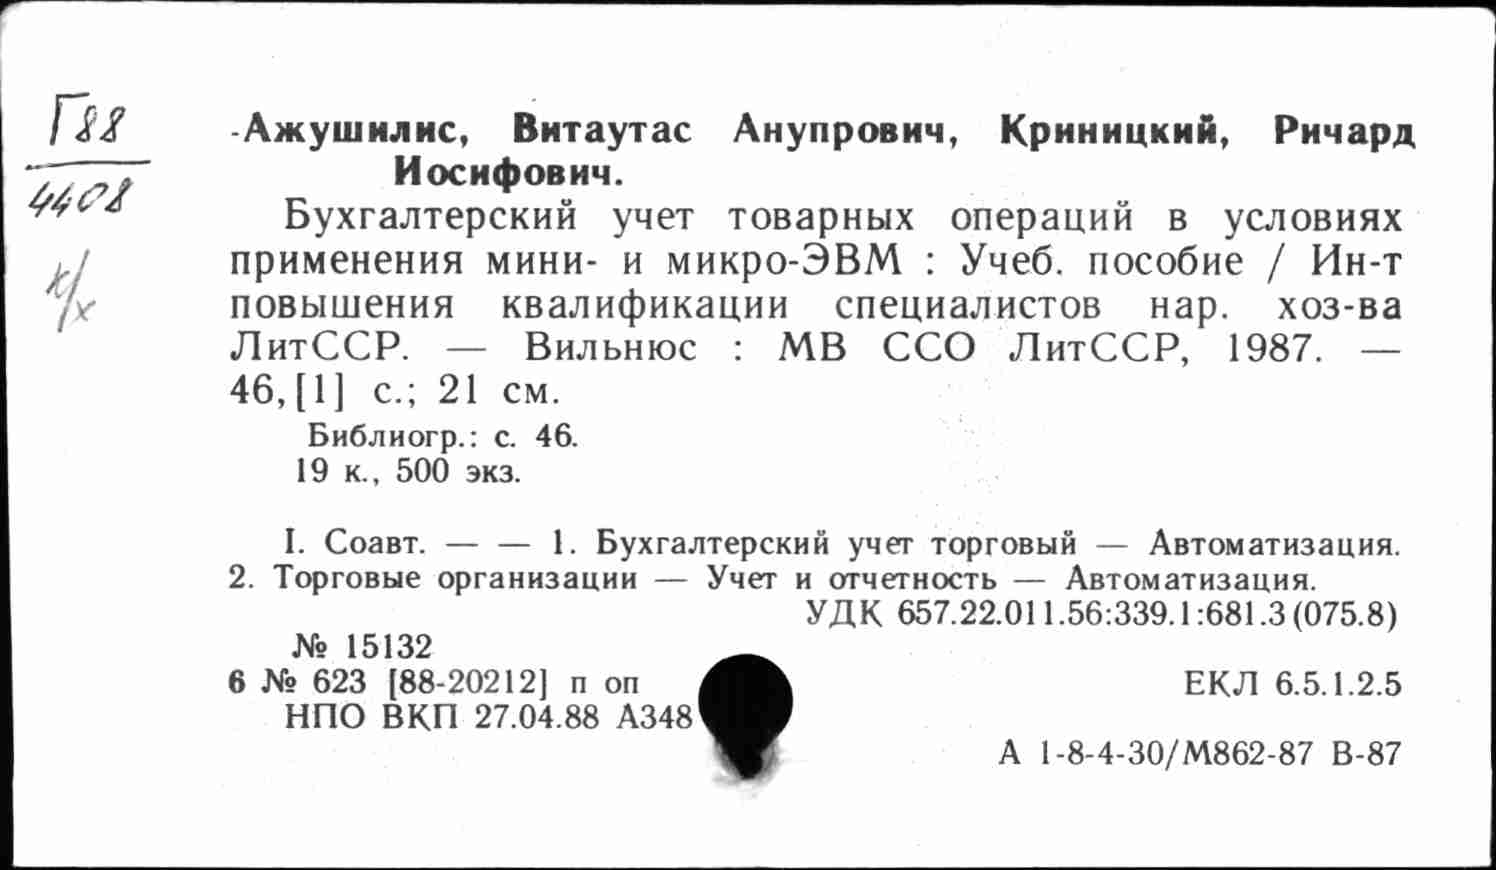 Г88
4408
к/х
Ажушилис, Витаутас Анупрович, Криницкий, Ричард
Иосифович.
Бухгалтерский учет товарных операций в условиях
применения мини- и микро-ЭВМ : Учеб. пособие / Ин-т
повышения квалификации специалистов нар. хоз-ва
ЛитССР. — Вильнюс : МВ ССО ЛитССР, 1987. —
46,[1] с.; 21 см.
Библиогр.: с. 46.
19 к., 500 экз.
I. Соавт. — — 1. Бухгалтерский учет торговый — Автоматизация.
2. Торговые организации — Учет и отчетность — Автоматизация.
УДК 657.22.011.56:339.1:681.3(075.8)
№ 15132
6 № 623 [88-20212] п оп
ЕКЛ 6.5.1.2.5
НПО ВКП 27.04.88 А348
А 1-8-4-30/М862-87 В-87